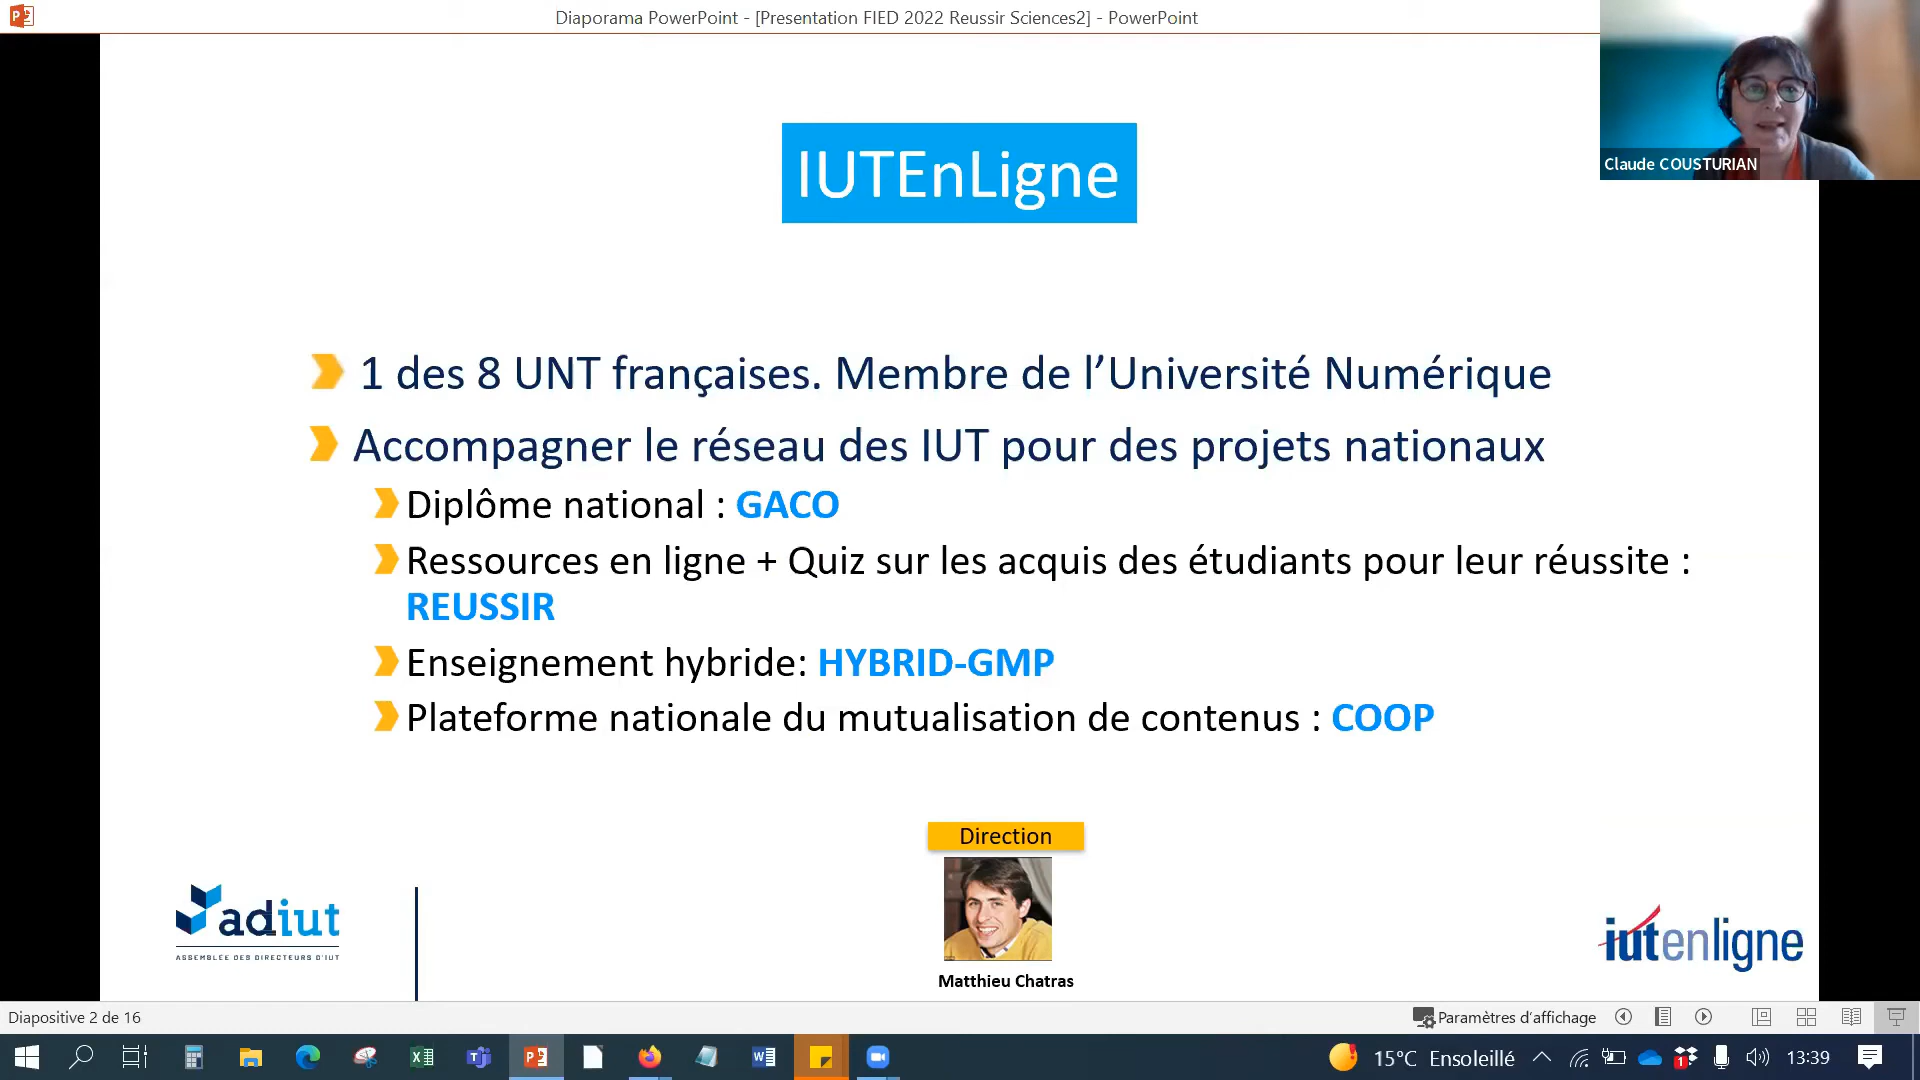 Diaporama PowerPoint - [Presentation FIED 2022 Reussir Sciences2] - PowerPoint
Claude COUSTURIAN
IUTEnLigne
1 des 8 UNT françaises. Membre de l’Université Numérique
Accompagner le réseau des IUT pour des projets nationaux
Diplôme national : GACO
Ressources en ligne + Quiz sur les acquis des étudiants pour leur réussite :
REUSSIR
Enseignement hybride: HYBRID-GMP
Plateforme nationale du mutualisation de contenus : COOP
Direction
Matthieu Chatras
adiut
ASSEMBLÉE DES DIRECTEURS D'IUT
iutenligne
Diapositive 2 de 16
Paramètres d'affichage
15°C Ensoleillé
1
13:39